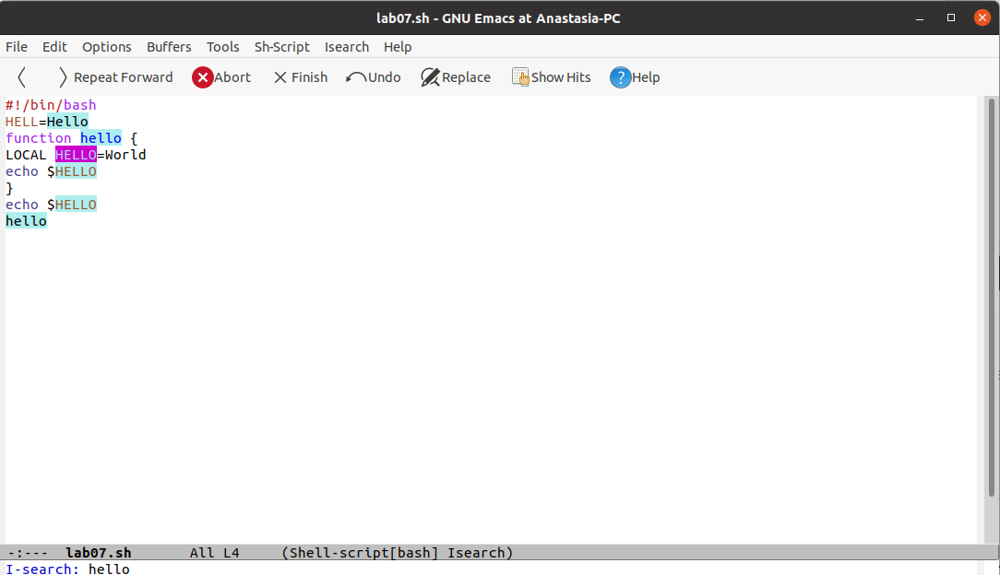 lab07.sh - GNU Emacs at Anastasia-PC
File Edit Options Buffers Tools Sh-Script Isearch Help
Repeat Forward Abort Finish Undo Replace Show Hits Help
#!/bin/bash
HELL=Hello
function hello {
LOCAL HELLO=World
echo $HELLO
}
echo $HELLO
hello
-:--- lab07.sh All L4 (Shell-script[bash] Isearch)
I-search: hello